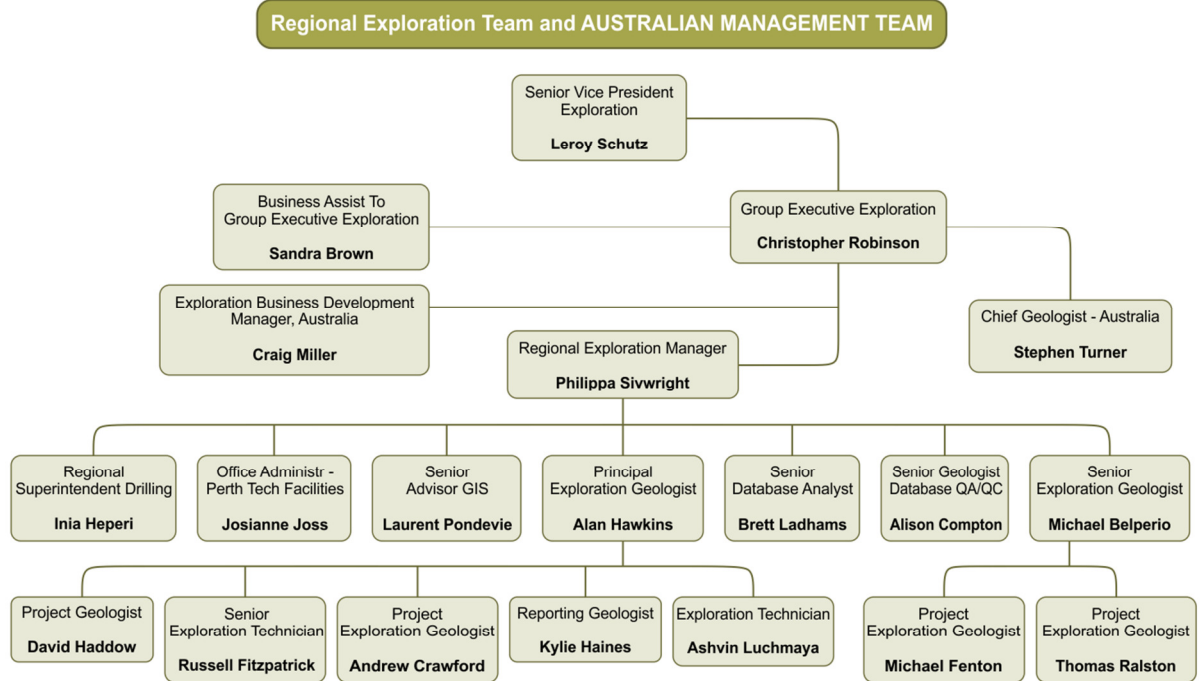 Regional Exploration Team and AUSTRALIAN MANAGEMENT TEAM
Senior Vice President
Exploration
Leroy Schutz
Business Assist To
Group Executive Exploration
Sandra Brown
Group Executive Exploration
Christopher Robinson
Exploration Business Development
Manager, Australia
Craig Miller
Chief Geologist - Australia
Stephen Turner
Regional Exploration Manager
Philippa Sivwright
Regional
Superintendent Drilling
Inia Heperi
Office Administr -
Perth Tech Facilities
Josianne Joss
Senior
Advisor GIS
Laurent Pondevie
Principal
Exploration Geologist
Alan Hawkins
Senior
Database Analyst
Brett Ladhams
Senior Geologist
Database QA/QC
Alison Compton
Senior
Exploration Geologist
Michael Belperio
Project Geologist
David Haddow
Senior
Exploration Technician
Russell Fitzpatrick
Project
Exploration Geologist
Andrew Crawford
Reporting Geologist
Kylie Haines
Exploration Technician
Ashvin Luchmaya
Project
Exploration Geologist
Michael Fenton
Project
Exploration Geologist
Thomas Ralston